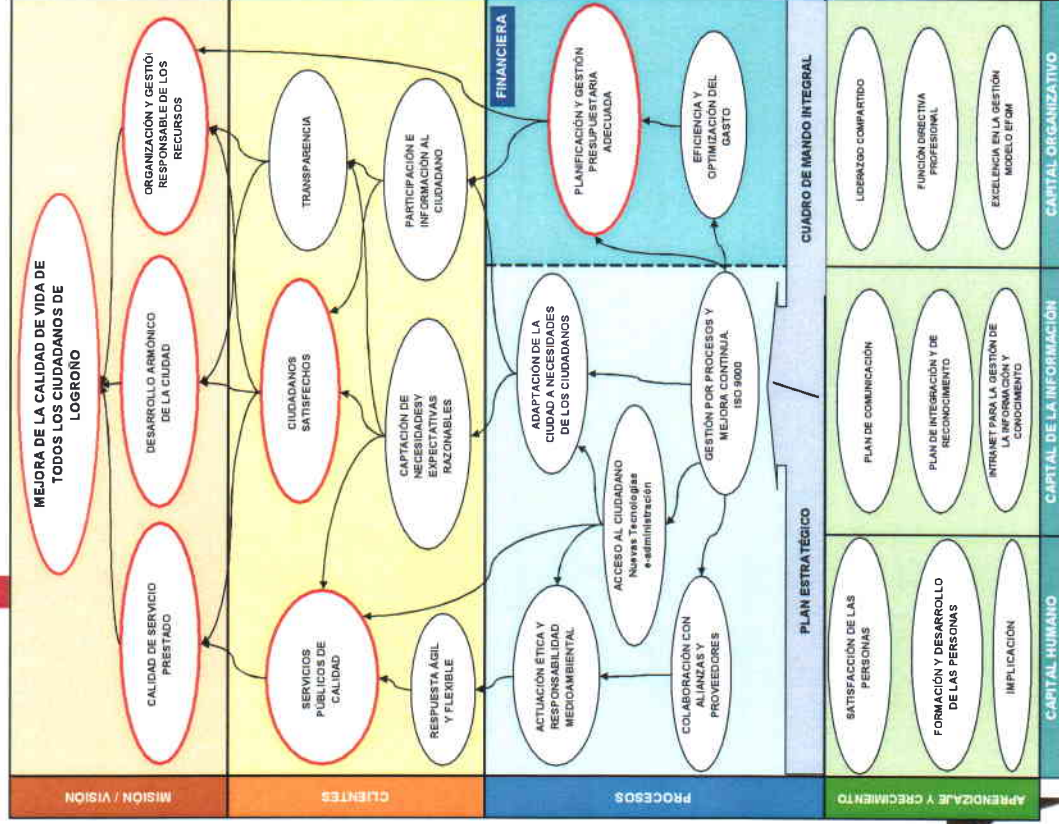 MEJORA DE LA CALIDAD DE VIDA DE
TODOS LOS CIUDADANOS DE
LOGROÑO
MISIÓN / VISIÓN
CALIDAD DE SERVICIO
PRESTADO
DESARROLLO ARMÓNICO
DE LA CIUDAD
ORGANIZACIÓN Y GESTIÓ
RESPONSABLE DE LOS
RECURSOS
CLIENTES
SERVICIOS
PÚBLICOS DE
CALIDAD
CIUDADANOS
SATISFECHOS
TRANSPARENCIA
RESPUESTA ÁGIL
Y FLEXIBLE
CAPTACIÓN DE
NECESIDADESY
EXPECTATIVAS
RAZONABLES
PARTICIPACIÓN E
INFORMACIÓN AL
CIUDADANO
PROCESOS
FINANCIERA
ACTUACIÓN ÉTICA Y
RESPONSABILIDAD
MEDIOAMBIENTAL
ADAPTACIÓN DE LA
CIUDAD A NECESIDADES
DE LOS CIUDADANOS
PLANIFICACIÓN Y GESTIÓN
PRESUPUESTARIA
ADECUADA
ACCESO AL CIUDADANO
Nuevas Tecnologías
e-administración
COLABORACIÓN CON
ALIANZAS Y
PROVEEDORES
GESTIÓN POR PROCESOS Y
MEJORA CONTINUA.
ISO 9000
EFICIENCIA Y
OPTIMIZACIÓN DEL
GASTO
PLAN ESTRATÉGICO
/
CUADRO DE MANDO INTEGRAL
APRENDIZAJE Y CRECIMIENTO
SATISFACCIÓN DE LAS
PERSONAS
PLAN DE COMUNICACIÓN
LIDERAZGO COMPARTIDO
FORMACIÓN Y DESARROLLO
DE LAS PERSONAS
PLAN DE INTEGRACIÓN Y DE
RECONOCIMIENTO
FUNCIÓN DIRECTIVA
PROFESIONAL
IMPLICACIÓN
INTRANET PARA LA GESTIÓN DE
LA INFORMACIÓN Y
CONOCIMIENTO
EXCELENCIA EN LA GESTIÓN
MODELO EFQM
CAPITAL HUMANO
CAPITAL DE LA INFORMACIÓN
CAPITAL ORGANIZATIVO